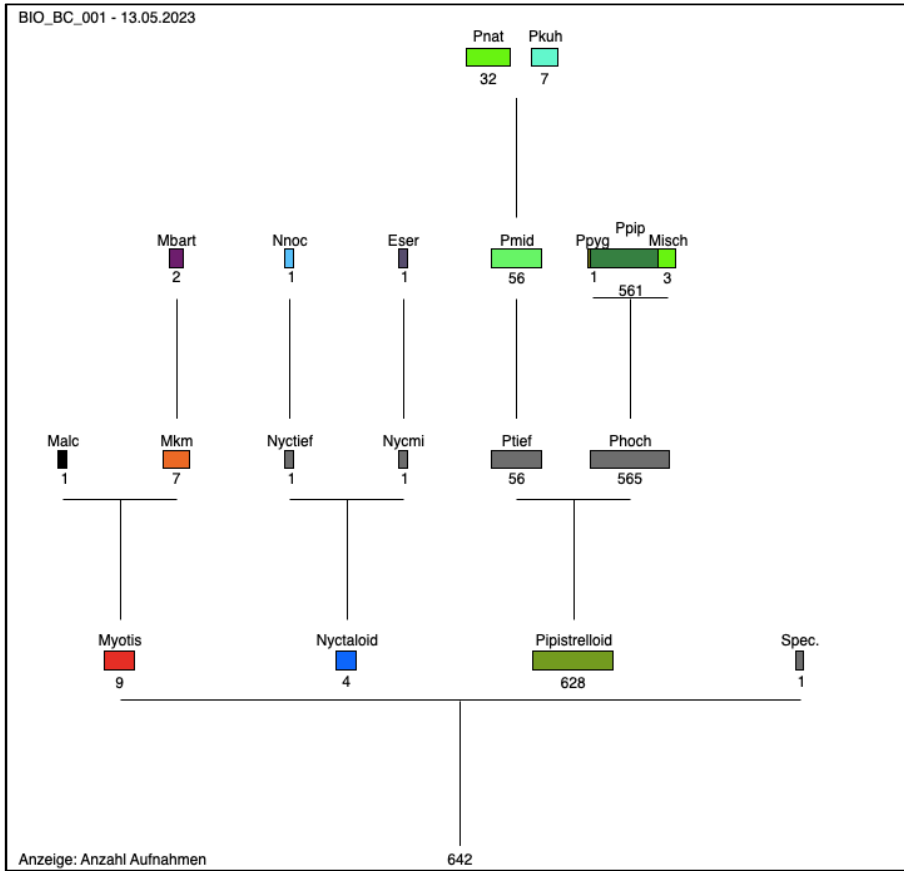 BIO_BC_001 - 13.05.2023
Pnat Pkuh
32 7
Mbart Nnoc Eser Pmid Ppyg Ppip Misch
2 1 1 56 1 561 3
Malc Mkm Nyctief Nycmi Ptief Phoch
1 7 1 1 56 565
Myotis Nyctaloid Pipistrelloid Spec.
9 4 628 1
Anzeige: Anzahl Aufnahmen 642